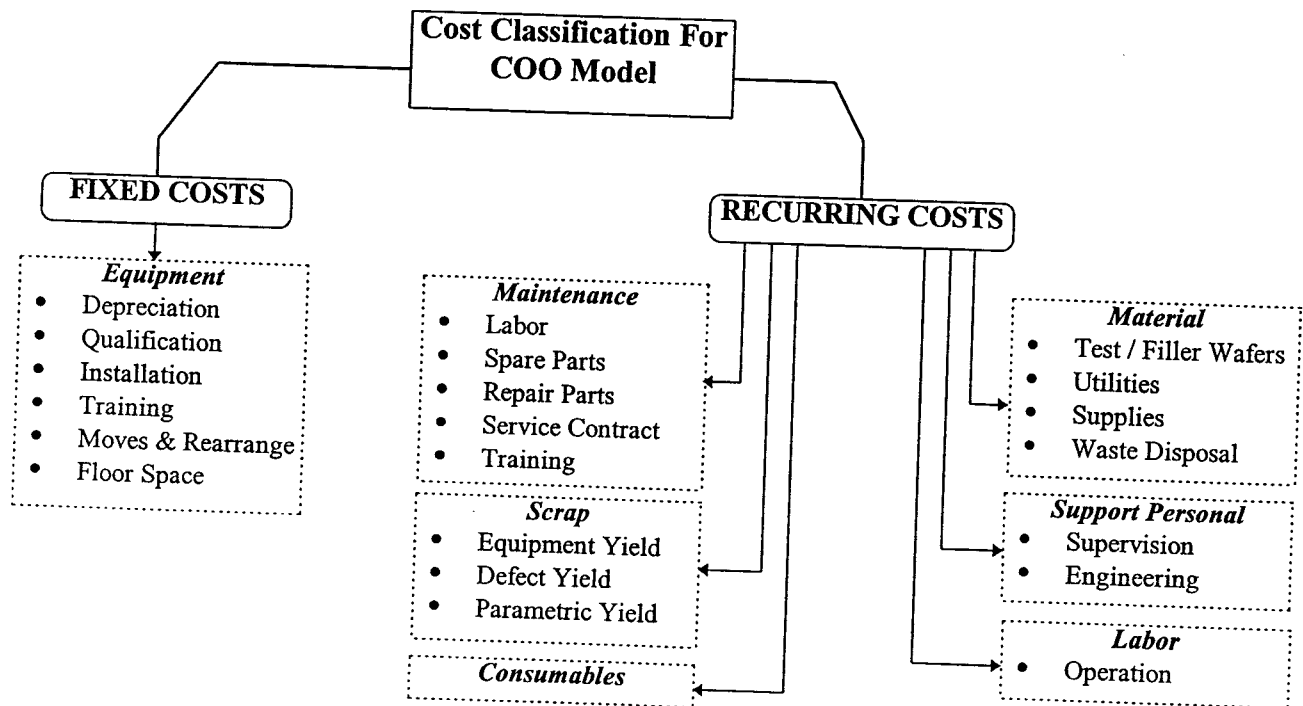 Cost Classification For
COO Model
FIXED COSTS
Equipment
• Depreciation
• Qualification
• Installation
• Training
• Moves & Rearrange
• Floor Space
RECURRING COSTS
Maintenance
• Labor
• Spare Parts
• Repair Parts
• Service Contract
• Training
Scrap
• Equipment Yield
• Defect Yield
• Parametric Yield
Consumables
Material
• Test / Filler Wafers
• Utilities
• Supplies
• Waste Disposal
Support Personal
• Supervision
• Engineering
Labor
• Operation